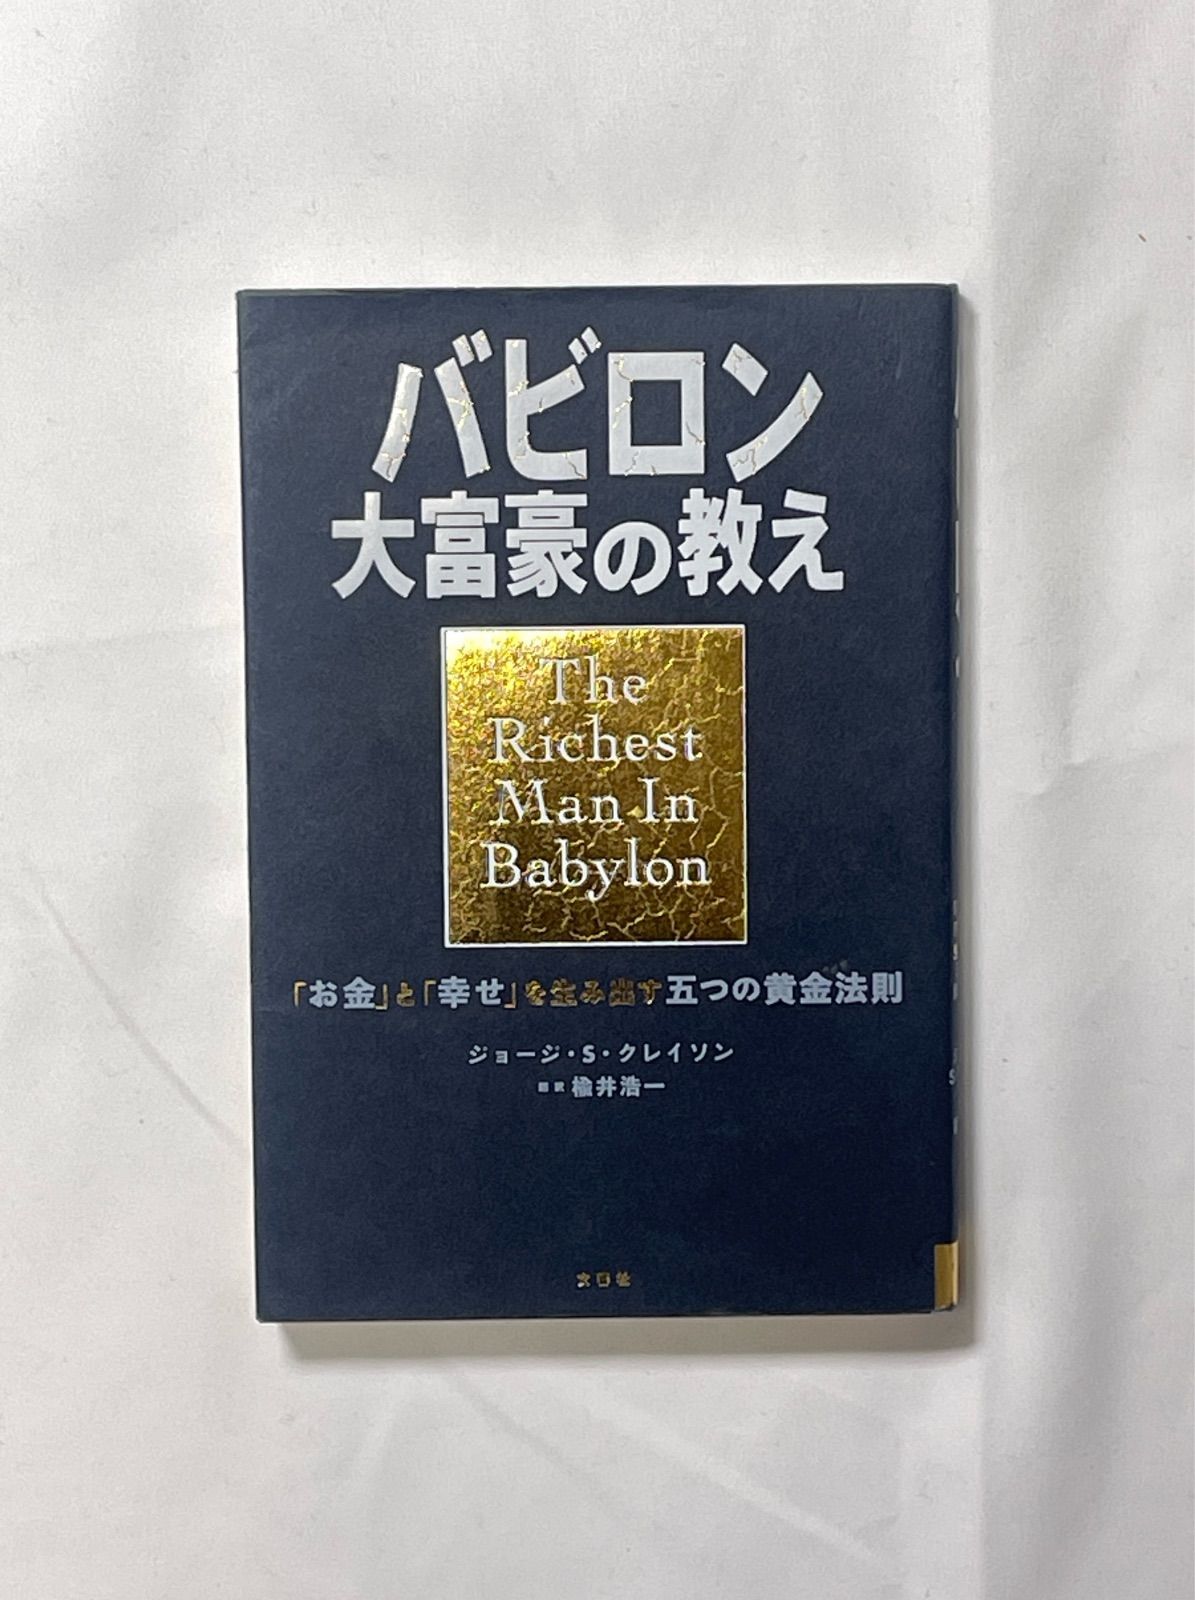 バビロン
大富豪の教え
The
Richest
Man In
Babylon
「お金」と「幸せ」を生み出す五つの黄金法則
ジョージ・S・クレイソン
翻訳 楡井浩一
文響社